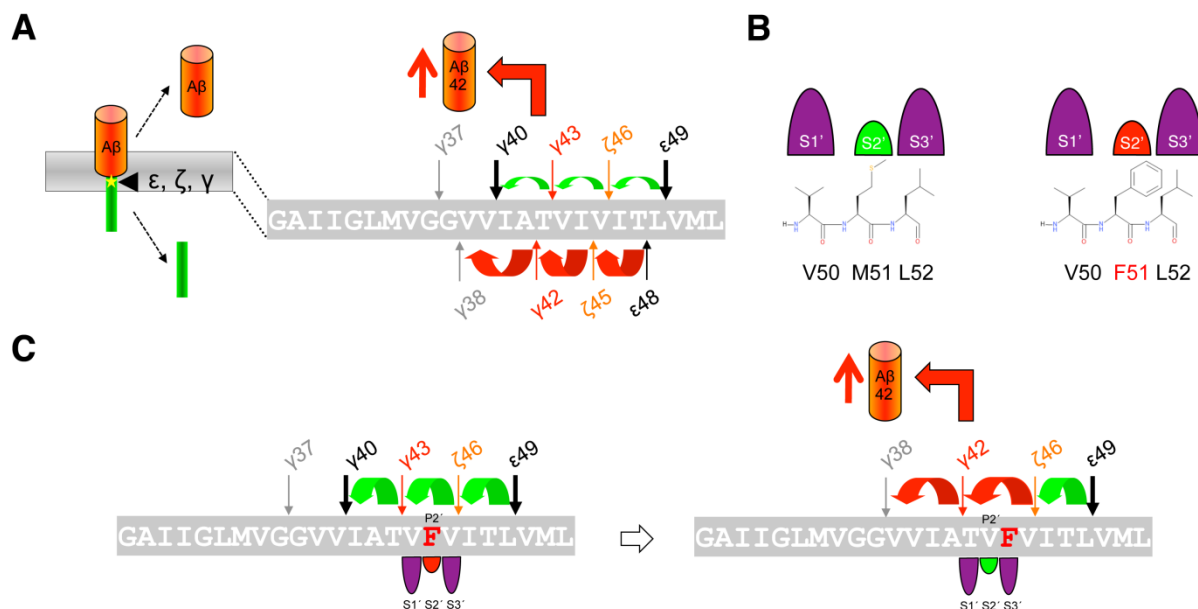 A
Aβ
Aβ
ε, ζ, γ
Aβ
42
γ37
γ40
γ43
ζ46
ε49
GAIIGLMVGGVVIATVIVITLVML
γ38
γ42
ζ45
ε48
B
S1' S2' S3'
V50 M51 L52
S1' S2' S3'
V50 F51 L52
H N O N O N S O
H N O N O N O
C
γ37
γ40
γ43
ζ46
ε49
P2´
GAIIGLMVGGVVIATVFVITLVML
S1´ S2´ S3´
Aβ
42
γ38
γ42
ζ46
ε49
P2´
GAIIGLMVGGVVIATVFVITLVML
S1´ S2´ S3´